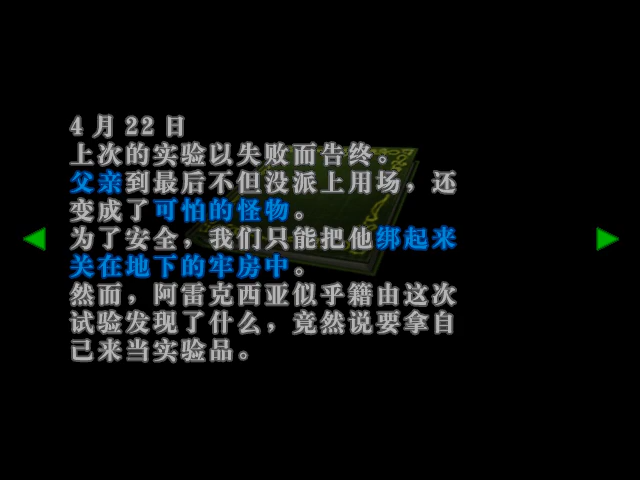 4月22日
上次的实验以失败而告终。
父亲到最后不但没派上用场，还
变成了可怕的怪物。
为了安全，我们只能把他绑起来
关在地下的牢房中。
然而，阿雷克西亚似乎籍由这次
试验发现了什么，竟然说要拿自
己来当实验品。